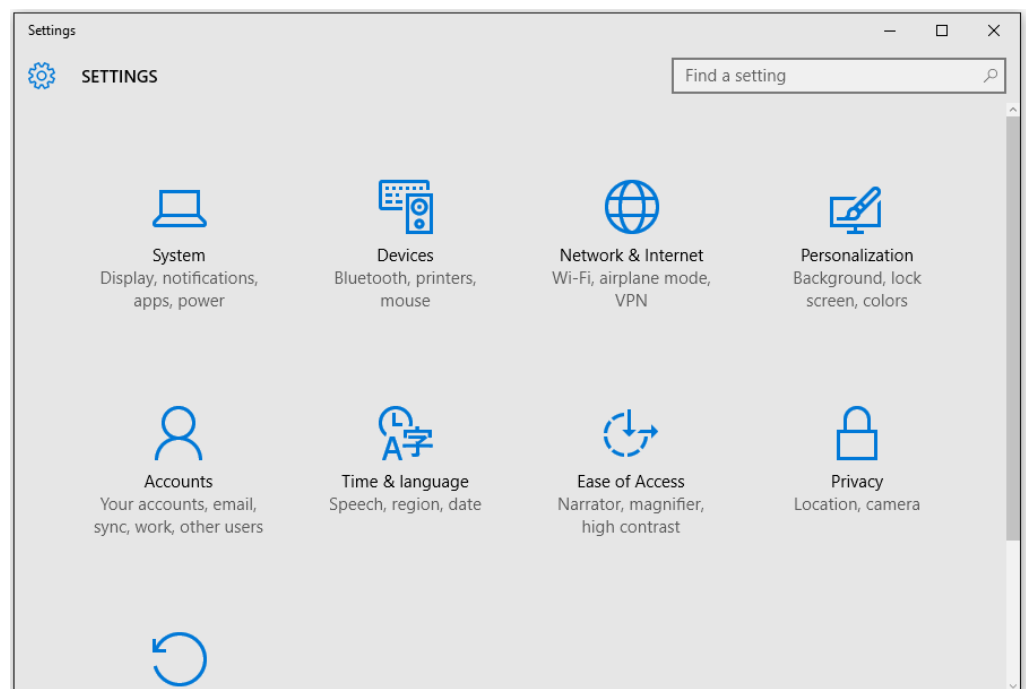 Settings
SETTINGS
Find a setting
System
Display, notifications,
apps, power
Devices
Bluetooth, printers,
mouse
Network & Internet
Wi-Fi, airplane mode,
VPN
Personalization
Background, lock
screen, colors
Accounts
Your accounts, email,
sync, work, other users
Time & language
Speech, region, date
Ease of Access
Narrator, magnifier,
high contrast
Privacy
Location, camera